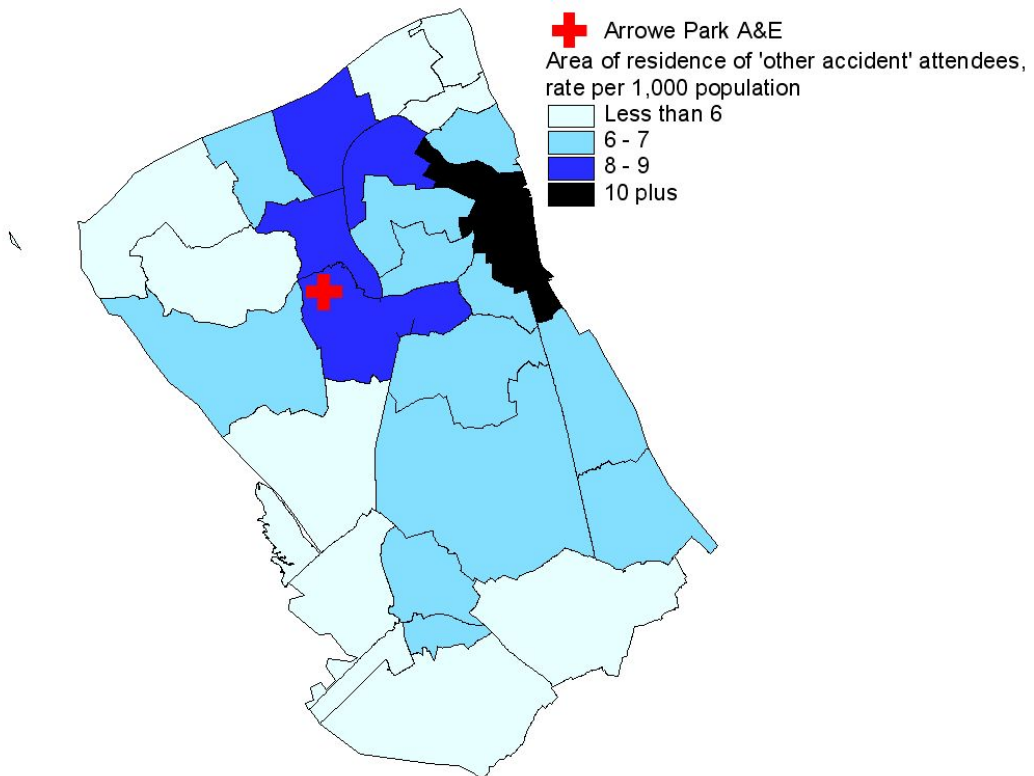 Arrowe Park A&E
Area of residence of 'other accident' attendees,
rate per 1,000 population
Less than 6
6 - 7
8 - 9
10 plus